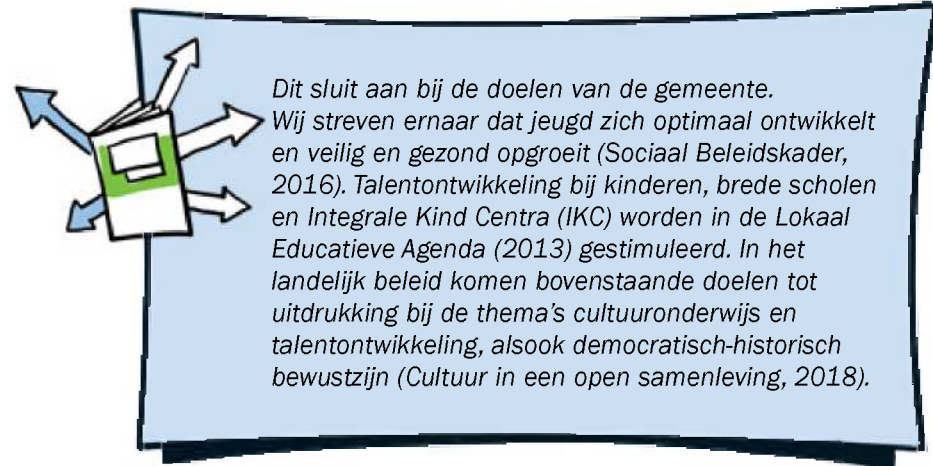 Dit sluit aan bij de doelen van de gemeente.
Wij streven ernaar dat jeugd zich optimaal ontwikkelt
en veilig en gezond opgroeit (Sociaal Beleidskader,
2016). Talentontwikkeling bij kinderen, brede scholen
en Integrale Kind Centra (IKC) worden in de Lokaal
Educatieve Agenda (2013) gestimuleerd. In het
landelijk beleid komen bovenstaande doelen tot
uitdrukking bij de thema's cultuuronderwijs en
talentontwikkeling, alsook democratisch-historisch
bewustzijn (Cultuur in een open samenleving, 2018).